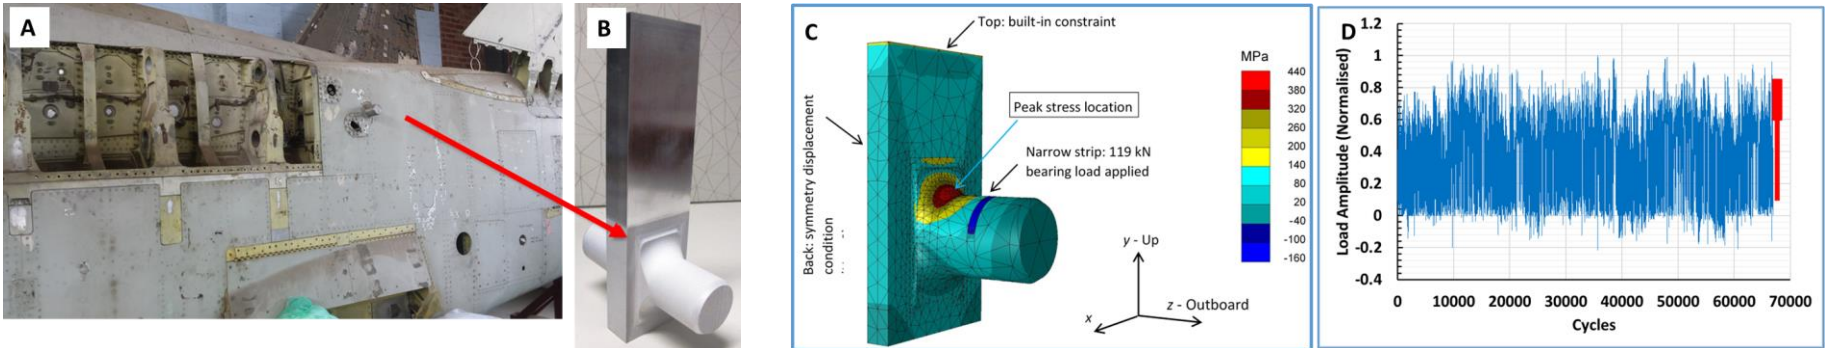 A
B
C
Top: built-in constraint
Back: symmetry displacement
condition
Peak stress location
Narrow strip: 119 kN
bearing load applied
y - Up
z - Outboard
x
MPa
440
380
320
260
200
140
80
20
-40
-100
-160
D
Load Amplitude (Normalised)
1.2
1
0.8
0.6
0.4
0.2
0
-0.2
-0.4
0
10000
20000
30000
40000
50000
60000
70000
Cycles